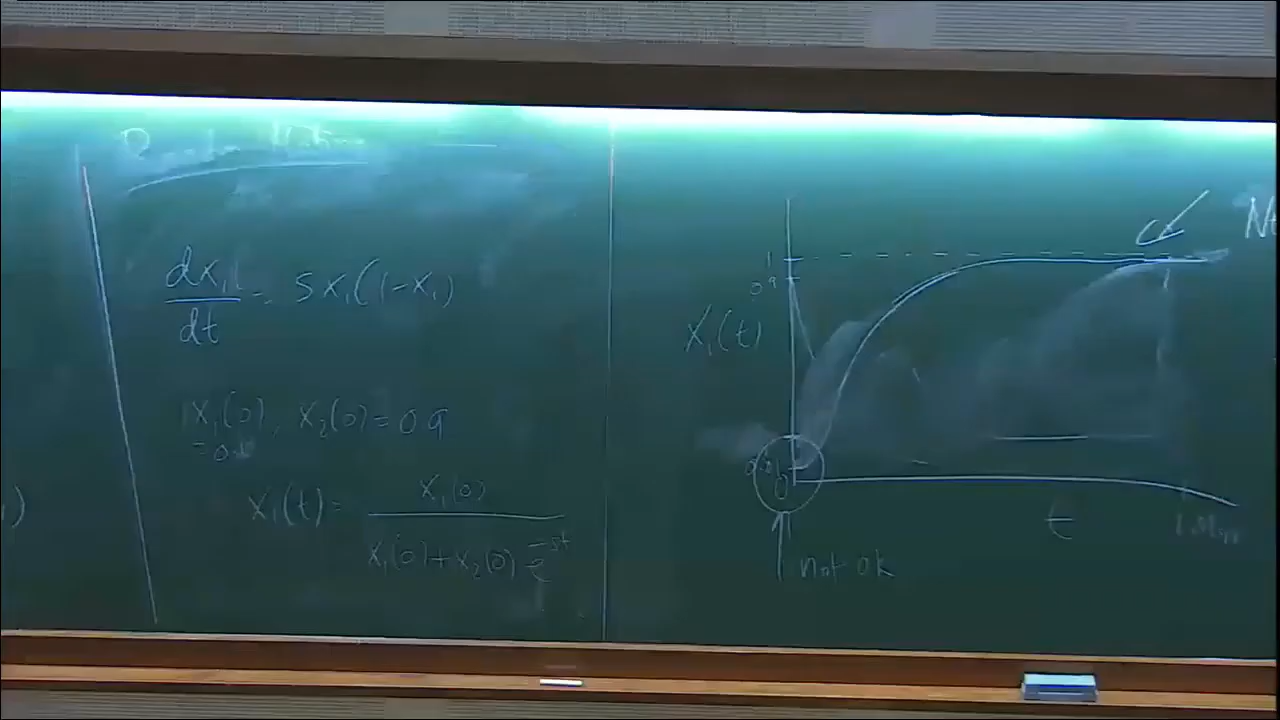 dx₁/dt = s x₁(1-x₁)
x₁(0), x₂(0)=0.9
x₁(t) = x₁(0) / x₁(0)+x₂(0) e^-st
1
0.9
x₁(t)
0
t
not ok